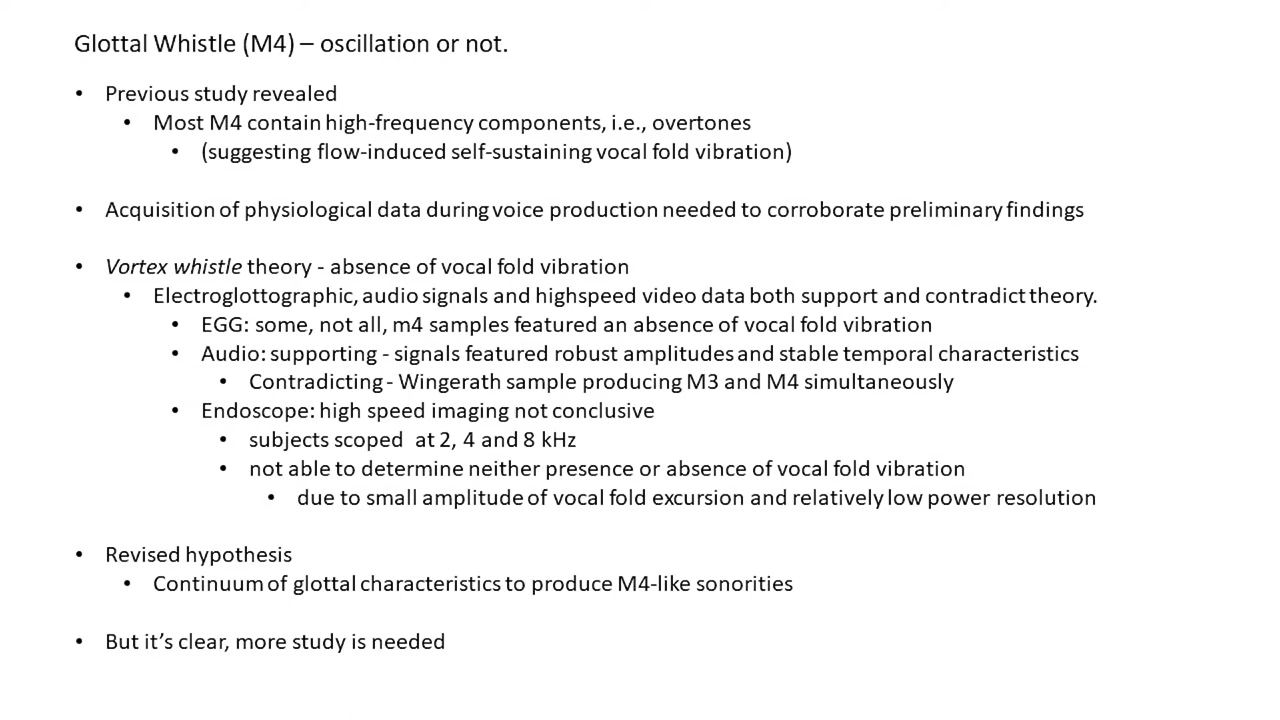 Glottal Whistle (M4) – oscillation or not.
• Previous study revealed
• Most M4 contain high-frequency components, i.e., overtones
• (suggesting flow-induced self-sustaining vocal fold vibration)
• Acquisition of physiological data during voice production needed to corroborate preliminary findings
• Vortex whistle theory - absence of vocal fold vibration
• Electroglottographic, audio signals and highspeed video data both support and contradict theory.
• EGG: some, not all, m4 samples featured an absence of vocal fold vibration
• Audio: supporting - signals featured robust amplitudes and stable temporal characteristics
• Contradicting - Wingerath sample producing M3 and M4 simultaneously
• Endoscope: high speed imaging not conclusive
• subjects scoped at 2, 4 and 8 kHz
• not able to determine neither presence or absence of vocal fold vibration
• due to small amplitude of vocal fold excursion and relatively low power resolution
• Revised hypothesis
• Continuum of glottal characteristics to produce M4-like sonorities
• But it's clear, more study is needed